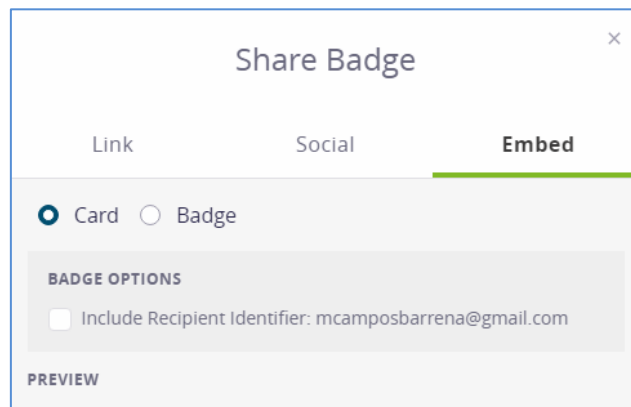 Share Badge
×
Link Social Embed
Card Badge
BADGE OPTIONS
Include Recipient Identifier: mcamposbarrena@gmail.com
PREVIEW